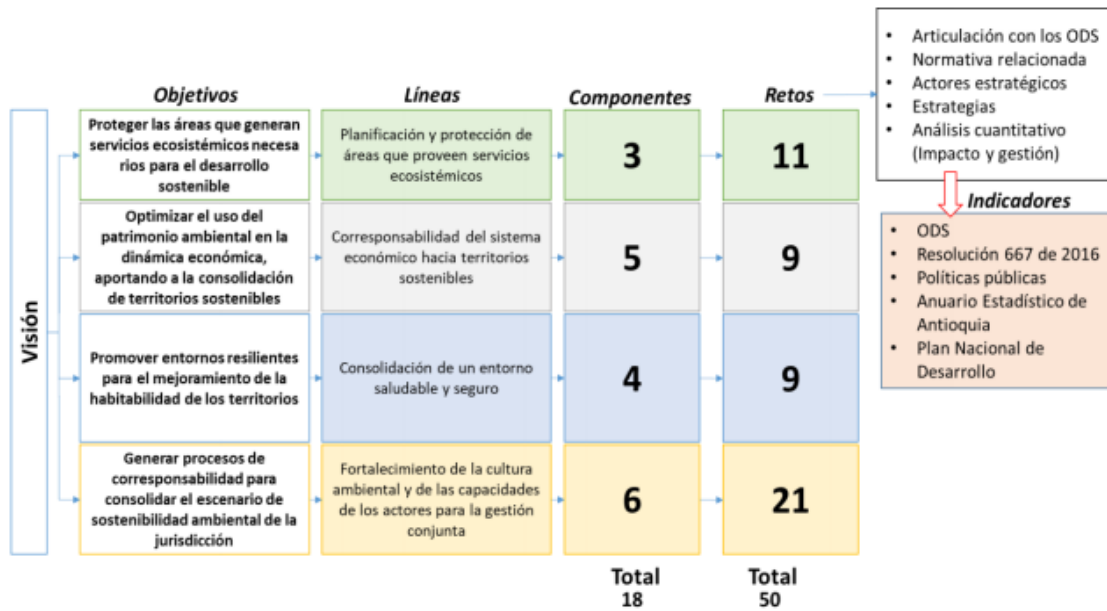 Visión
Objetivos
Líneas
Componentes
Retos
Proteger las áreas que generan
servicios ecosistémicos necesa
rios para el desarrollo
sostenible
Planificación y protección de
áreas que proveen servicios
ecosistémicos
3
11
Optimizar el uso del
patrimonio ambiental en la
dinámica económica,
aportando a la consolidación
de territorios sostenibles
Corresponsabilidad del sistema
económico hacia territorios
sostenibles
5
9
Promover entornos resilientes
para el mejoramiento de la
habitabilidad de los territorios
Consolidación de un entorno
saludable y seguro
4
9
Generar procesos de
corresponsabilidad para
consolidar el escenario de
sostenibilidad ambiental de la
jurisdicción
Fortalecimiento de la cultura
ambiental y de las capacidades
de los actores para la gestión
conjunta
6
21
Total
18
Total
50
• Articulación con los ODS
• Normativa relacionada
• Actores estratégicos
• Estrategias
• Análisis cuantitativo
(Impacto y gestión)
Indicadores
• ODS
• Resolución 667 de 2016
• Políticas públicas
• Anuario Estadístico de
Antioquia
• Plan Nacional de
Desarrollo